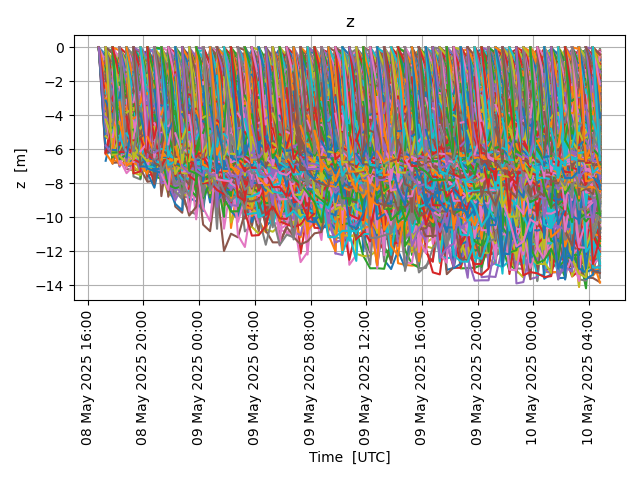 z
0
−2
−4
−6
−8
−10
−12
−14
z [m]
08 May 2025 16:00
08 May 2025 20:00
09 May 2025 00:00
09 May 2025 04:00
09 May 2025 08:00
09 May 2025 12:00
09 May 2025 16:00
09 May 2025 20:00
10 May 2025 00:00
10 May 2025 04:00
Time [UTC]